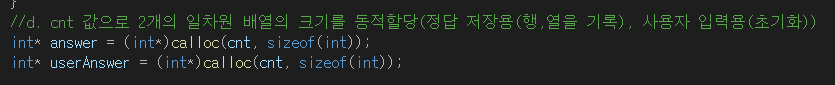 }
//d. cnt 값으로 2개의 일차원 배열의 크기를 동적할당(정답 저장용(행,열을 기록), 사용자 입력용(초기화))
int* answer = (int*)calloc(cnt, sizeof(int));
int* userAnswer = (int*)calloc(cnt, sizeof(int));